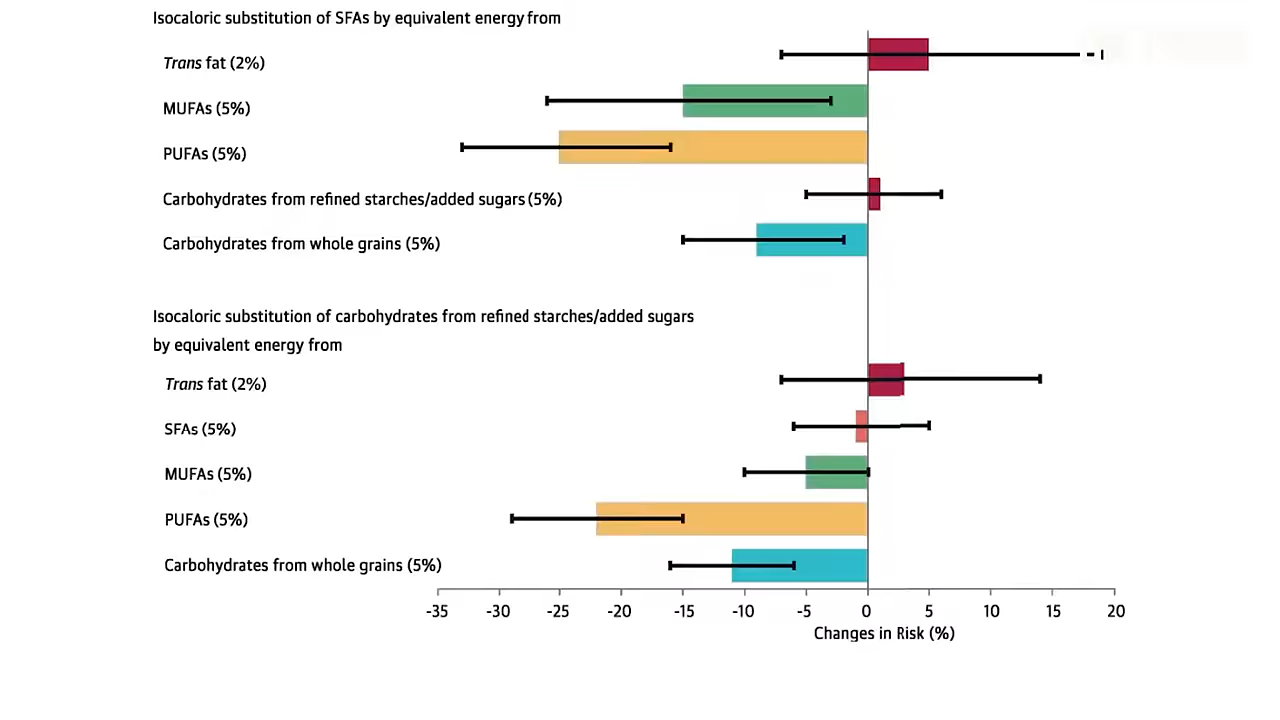 Isocaloric substitution of SFAs by equivalent energy from
Trans fat (2%)
MUFAs (5%)
PUFAs (5%)
Carbohydrates from refined starches/added sugars (5%)
Carbohydrates from whole grains (5%)
Isocaloric substitution of carbohydrates from refined starches/added sugars
by equivalent energy from
Trans fat (2%)
SFAs (5%)
MUFAs (5%)
PUFAs (5%)
Carbohydrates from whole grains (5%)
-35 -30 -25 -20 -15 -10 -5 0 5 10 15 20
Changes in Risk (%)